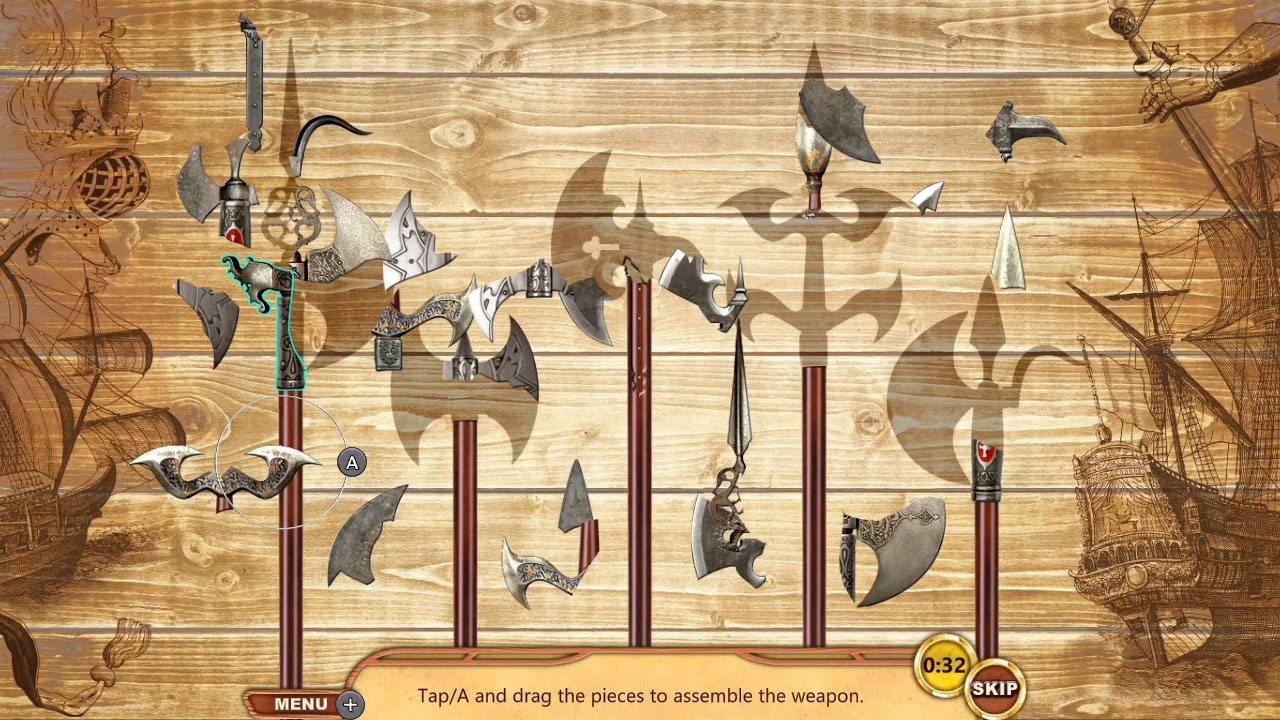 A
Tap/A and drag the pieces to assemble the weapon.
0:32
SKIP
MENU +